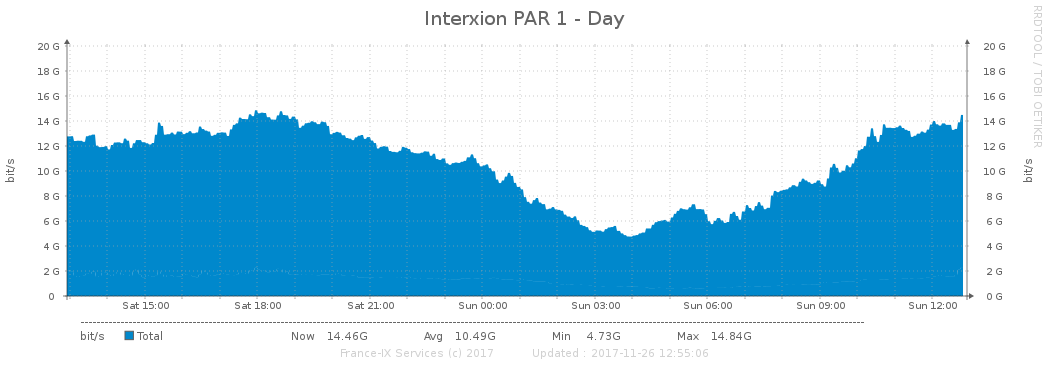 Interxion PAR 1 - Day
RRDTOOL / TOBI OETIKER
20 G 20 G
18 G 18 G
16 G 16 G
14 G 14 G
12 G 12 G
10 G 10 G
8 G 8 G
6 G 6 G
4 G 4 G
2 G 2 G
0 0 G
bit/s
bit/s
Sat 15:00 Sat 18:00 Sat 21:00 Sun 00:00 Sun 03:00 Sun 06:00 Sun 09:00 Sun 12:00
bit/s Total Now 14.46G Avg 10.49G Min 4.73G Max 14.84G
France-IX Services (c) 2017 Updated : 2017-11-26 12:55:06